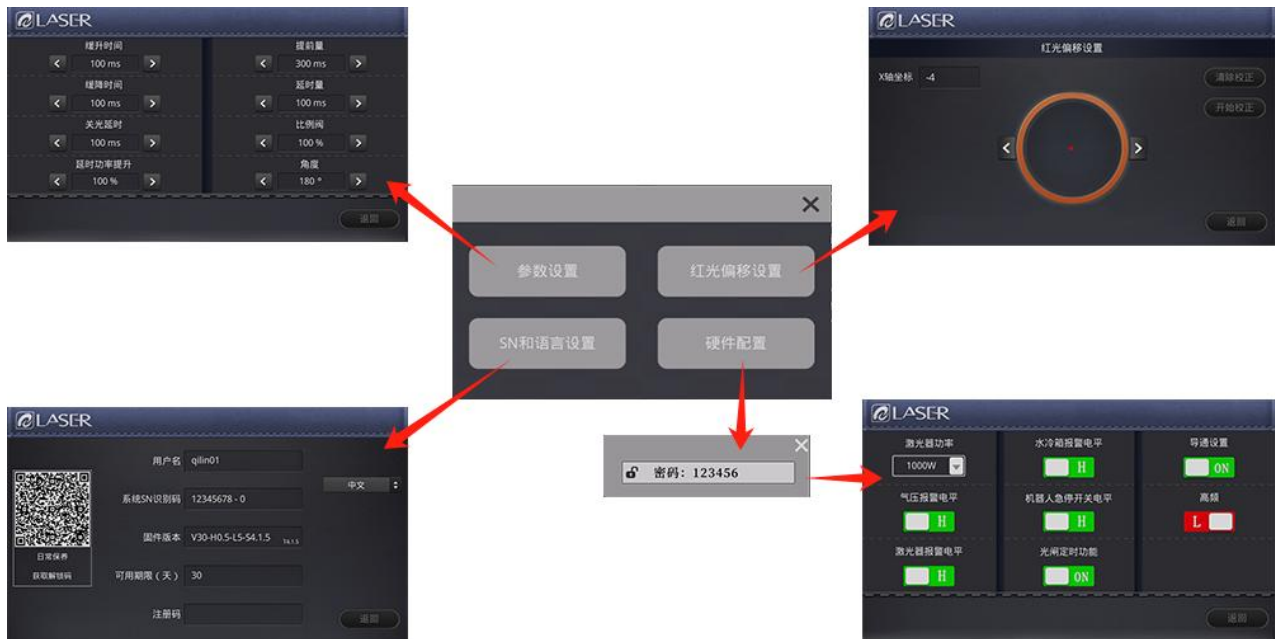 LASER
缓升时间
提前量
100 ms
300 ms
缓降时间
延时量
100 ms
100 ms
关光延时
比例阀
100 ms
100 %
延时功率提升
角度
100 %
180 °
返回
LASER
红光偏移设置
X轴坐标 -4
清除校正
开始校正
返回
参数设置
红光偏移设置
SN和语言设置
硬件配置
LASER
用户名 qilin01
中文
系统SN识别码 12345678 - 0
固件版本 V30-H0.5-L5-S4.1.5 T4.1.5
日常保养
获取解锁码
可用期限（天） 30
注册码
返回
密码：123456
LASER
激光器功率
水冷箱报警电平
导通设置
1000W
H
ON
气压报警电平
机器人急停开关电平
高频
H
H
L
激光器报警电平
光闸定时功能
H
ON
返回